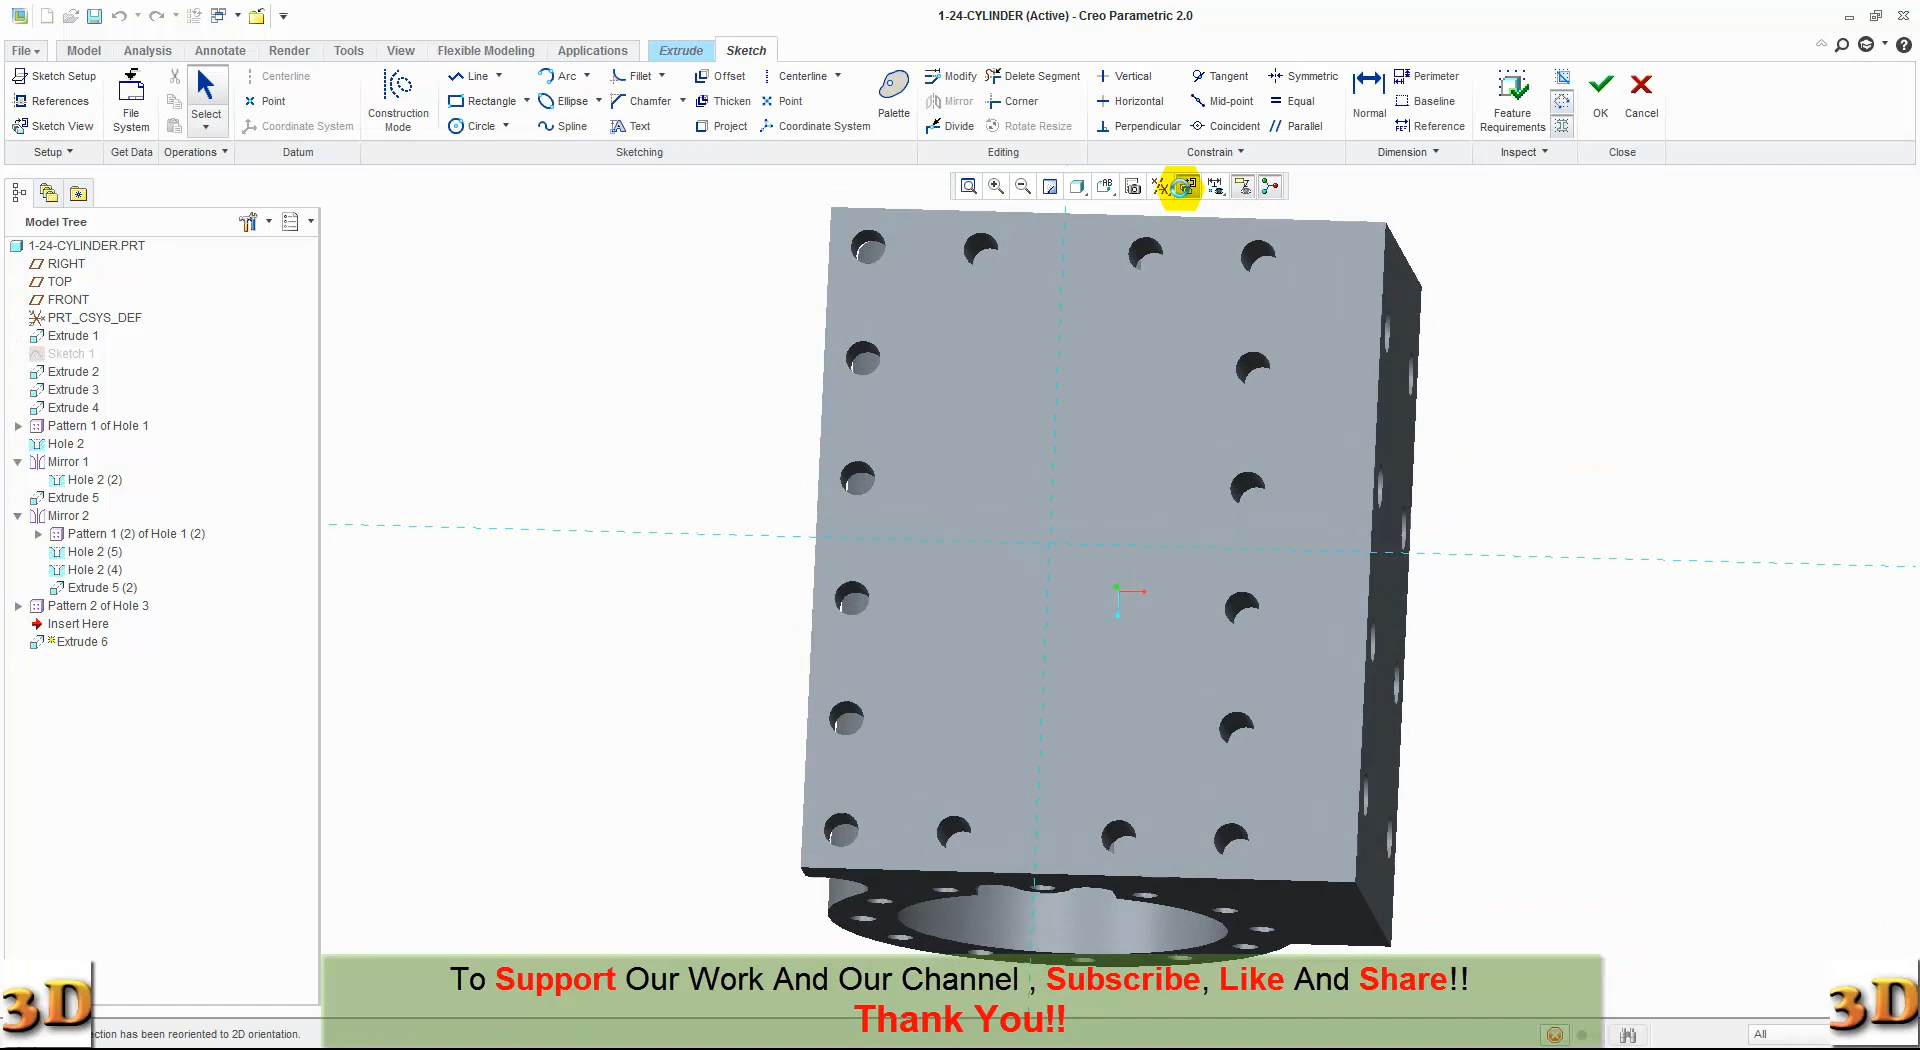 1-24-CYLINDER (Active) - Creo Parametric 2.0
File Model Analysis Annotate Render Tools View Flexible Modeling Applications Extrude Sketch
Sketch Setup
References
Sketch View
Setup
File System
Get Data
Select
Operations
Centerline
Point
Coordinate System
Datum
Construction Mode
Line Arc Fillet Offset Centerline
Rectangle Ellipse Chamfer Thicken Point
Circle Spline Text Project Coordinate System
Palette
Sketching
Modify Delete Segment
Mirror Corner
Divide Rotate Resize
Editing
Vertical Tangent Symmetric
Horizontal Mid-point Equal
Perpendicular Coincident Parallel
Constrain
Normal
Perimeter
Baseline
Reference
Dimension
Feature Requirements
Inspect
OK Cancel
Close
Model Tree
1-24-CYLINDER.PRT
RIGHT
TOP
FRONT
PRT_CSYS_DEF
Extrude 1
Sketch 1
Extrude 2
Extrude 3
Extrude 4
Pattern 1 of Hole 1
Hole 2
Mirror 1
Hole 2 (2)
Extrude 5
Mirror 2
Pattern 1 (2) of Hole 1 (2)
Hole 2 (5)
Hole 2 (4)
Extrude 5 (2)
Pattern 2 of Hole 3
Insert Here
Extrude 6
To Support Our Work And Our Channel , Subscribe, Like And Share!!
Thank You!!
3D
3D
ction has been reoriented to 2D orientation.
All